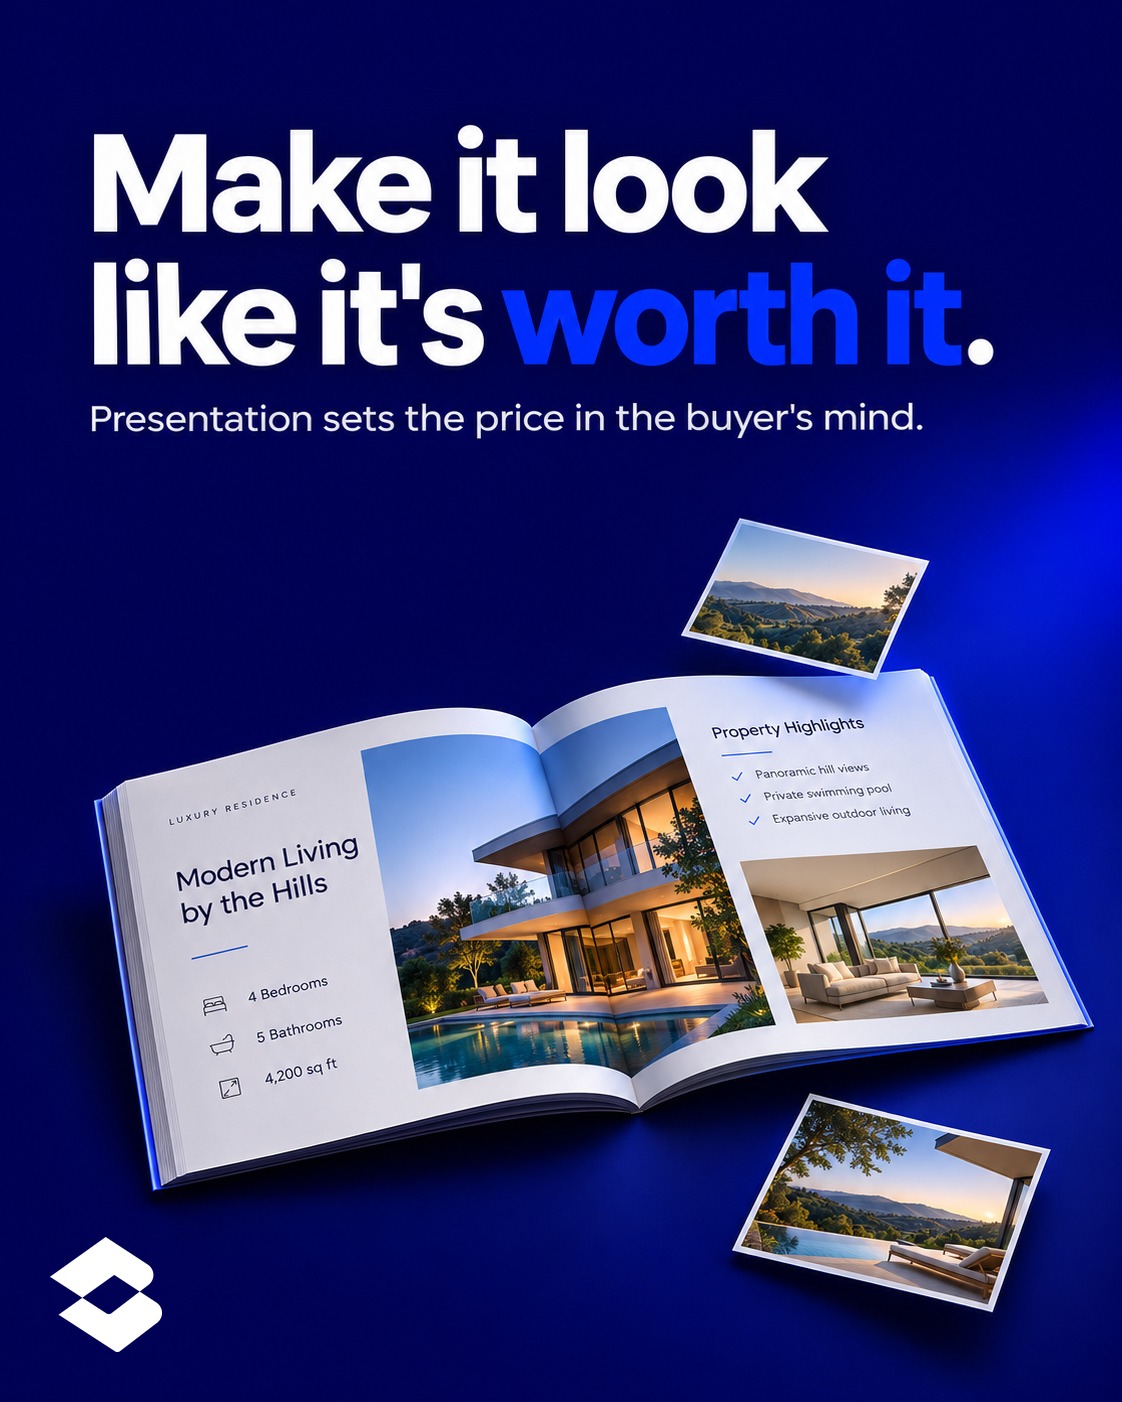 Make it look
like it's worth it.
Presentation sets the price in the buyer's mind.
LUXURY RESIDENCE
Modern Living
by the Hills
4 Bedrooms
5 Bathrooms
4,200 sq ft
Property Highlights
Panoramic hill views
Private swimming pool
Expansive outdoor living